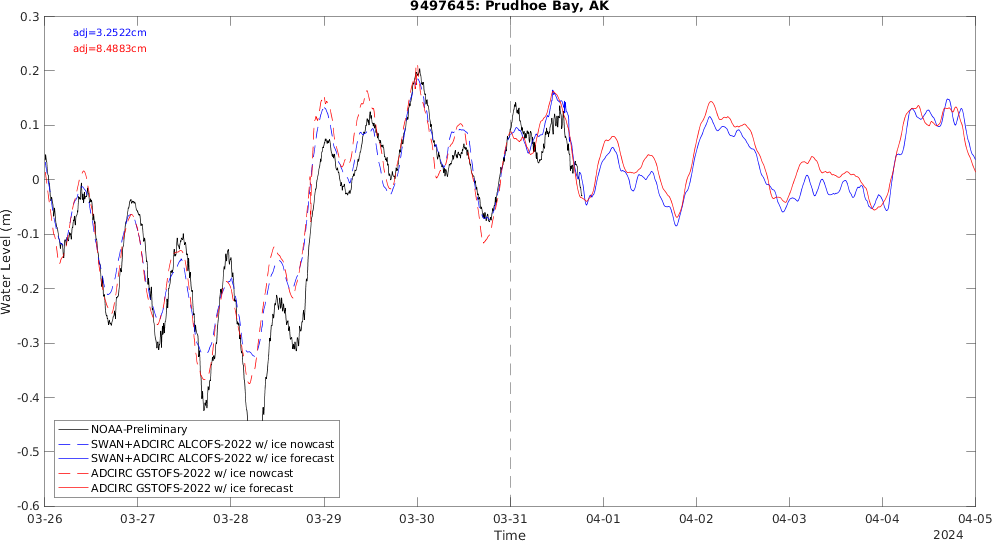 9497645: Prudhoe Bay, AK
adj=3.2522cm
adj=8.4883cm
0.3
0.2
0.1
0
-0.1
-0.2
-0.3
-0.4
-0.5
-0.6
Water Level (m)
NOAA-Preliminary
SWAN+ADCIRC ALCOFS-2022 w/ ice nowcast
SWAN+ADCIRC ALCOFS-2022 w/ ice forecast
ADCIRC GSTOFS-2022 w/ ice nowcast
ADCIRC GSTOFS-2022 w/ ice forecast
03-26 03-27 03-28 03-29 03-30 03-31 04-01 04-02 04-03 04-04 04-05
Time
2024